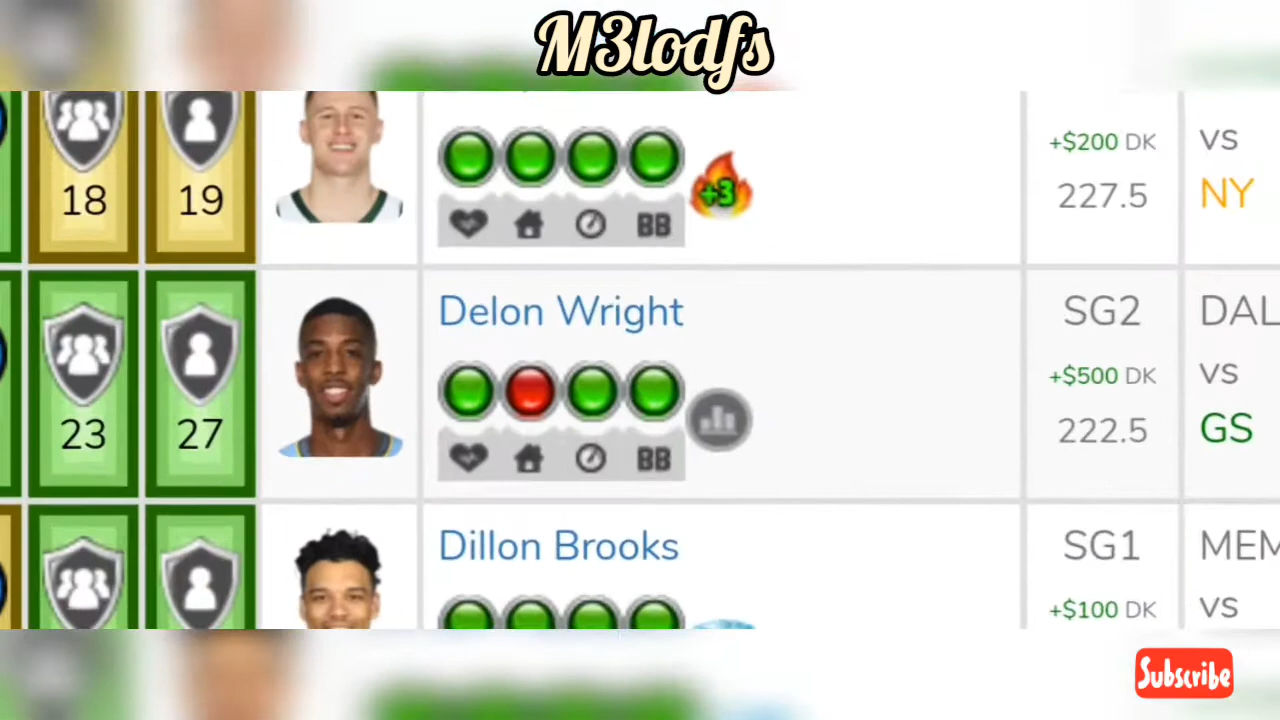 M3lodfs
18
19
+$200 DK
227.5
VS
NY
+3
BB
23
27
Delon Wright
BB
SG2
+$500 DK
222.5
DAL
VS
GS
Dillon Brooks
SG1
+$100 DK
MEM
VS
Subscribe